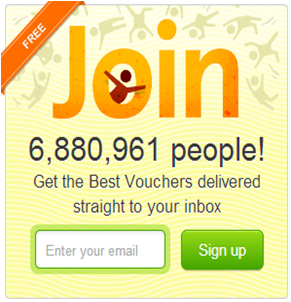 FREE
Join
6,880,961 people!
Get the Best Vouchers delivered
straight to your inbox
Enter your email
Sign up